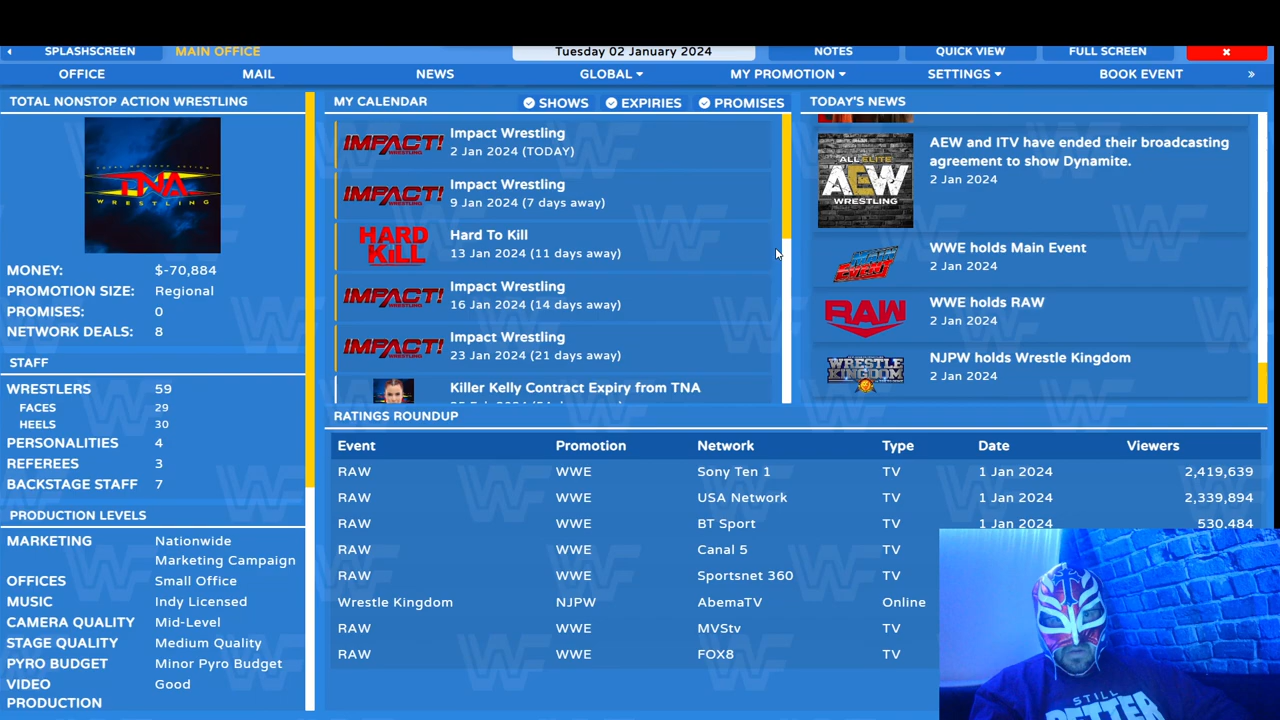 SPLASHSCREEN
MAIN OFFICE
Tuesday 02 January 2024
NOTES
QUICK VIEW
FULL SCREEN
OFFICE
MAIL
NEWS
GLOBAL
MY PROMOTION
SETTINGS
BOOK EVENT
»
TOTAL NONSTOP ACTION WRESTLING
TOTAL NONSTOP ACTION
TNA
WRESTLING
MONEY: $-70,884
PROMOTION SIZE: Regional
PROMISES: 0
NETWORK DEALS: 8
STAFF
WRESTLERS 59
FACES 29
HEELS 30
PERSONALITIES 4
REFEREES 3
BACKSTAGE STAFF 7
PRODUCTION LEVELS
MARKETING Nationwide
Marketing Campaign
OFFICES Small Office
MUSIC Indy Licensed
CAMERA QUALITY Mid-Level
STAGE QUALITY Medium Quality
PYRO BUDGET Minor Pyro Budget
VIDEO Good
PRODUCTION
MY CALENDAR
SHOWS
EXPIRIES
PROMISES
IMPACT!
WRESTLING
Impact Wrestling
2 Jan 2024 (TODAY)
IMPACT!
WRESTLING
Impact Wrestling
9 Jan 2024 (7 days away)
HARD
KILL
Hard To Kill
13 Jan 2024 (11 days away)
IMPACT!
WRESTLING
Impact Wrestling
16 Jan 2024 (14 days away)
IMPACT!
WRESTLING
Impact Wrestling
23 Jan 2024 (21 days away)
Killer Kelly Contract Expiry from TNA
TODAY'S NEWS
ALL ELITE
AEW
WRESTLING
AEW and ITV have ended their broadcasting
agreement to show Dynamite.
2 Jan 2024
MAIN
EVENT
WWE holds Main Event
2 Jan 2024
RAW
WWE holds RAW
2 Jan 2024
WRESTLE
KINGDOM
NJPW holds Wrestle Kingdom
2 Jan 2024
RATINGS ROUNDUP
Event Promotion Network Type Date Viewers
RAW WWE Sony Ten 1 TV 1 Jan 2024 2,419,639
RAW WWE USA Network TV 1 Jan 2024 2,339,894
RAW WWE BT Sport TV 1 Jan 2024 530,484
RAW WWE Canal 5 TV
RAW WWE Sportsnet 360 TV
Wrestle Kingdom NJPW AbemaTV Online
RAW WWE MVStv TV
RAW WWE FOX8 TV
STILL
BETTER